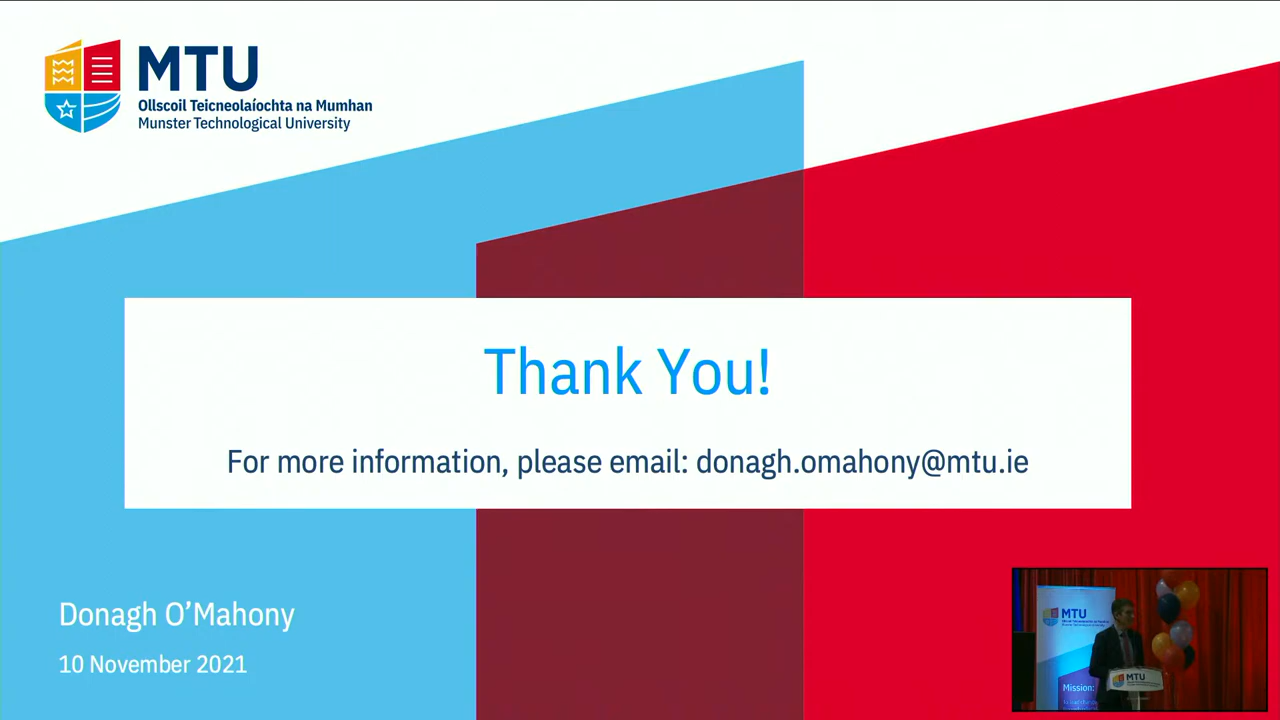 MTU
Ollscoil Teicneolaíochta na Mumhan
Munster Technological University
Thank You!
For more information, please email: donagh.omahony@mtu.ie
Donagh O’Mahony
10 November 2021
MTU
Mission:
MTU